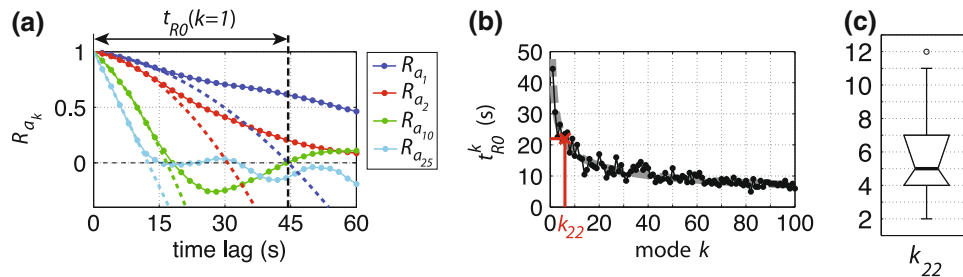 (a)
t_R0(k=1)
R_ak
1
0.5
0
0 15 30 45 60
time lag (s)
R_a1
R_a2
R_a10
R_a25
(b)
t^k_R0 (s)
50
40
30
20
10
0
0 20 40 60 80 100
k_22
mode k
(c)
12
10
8
6
4
2
k_22